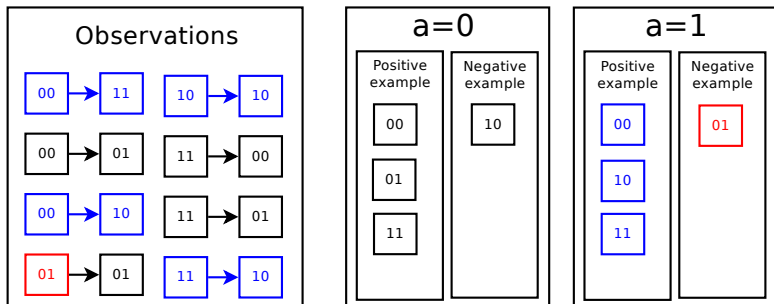 Observations
00 11 10 10
00 01 11 00
00 10 11 01
01 01 11 10
a=0
Positive example
Negative example
00 10
01
11
a=1
Positive example
Negative example
00 01
10
11